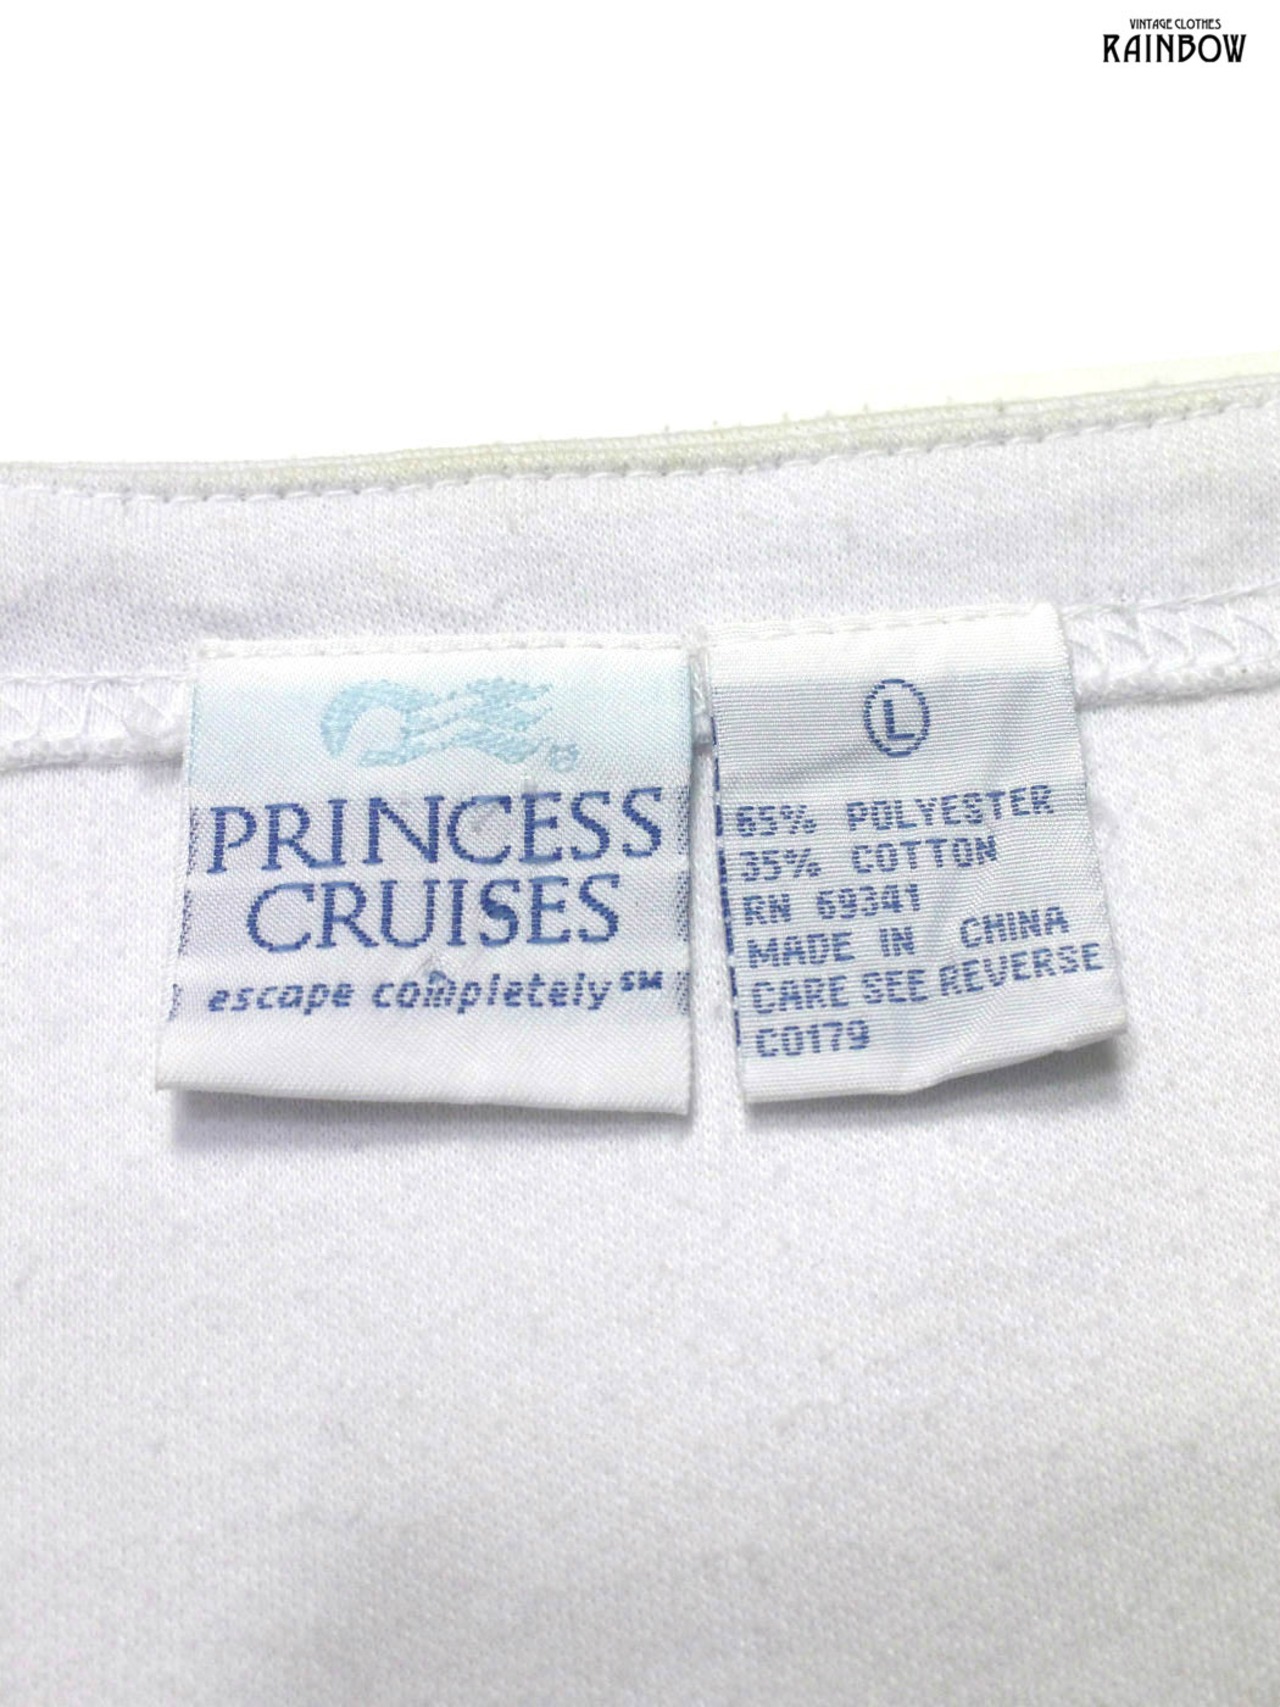 VINTAGE CLOTHES
RAINBOW
PRINCESS
CRUISES
escape completely℠
L
65% POLYESTER
35% COTTON
RN 69341
MADE IN CHINA
CARE SEE REVERSE
C0179